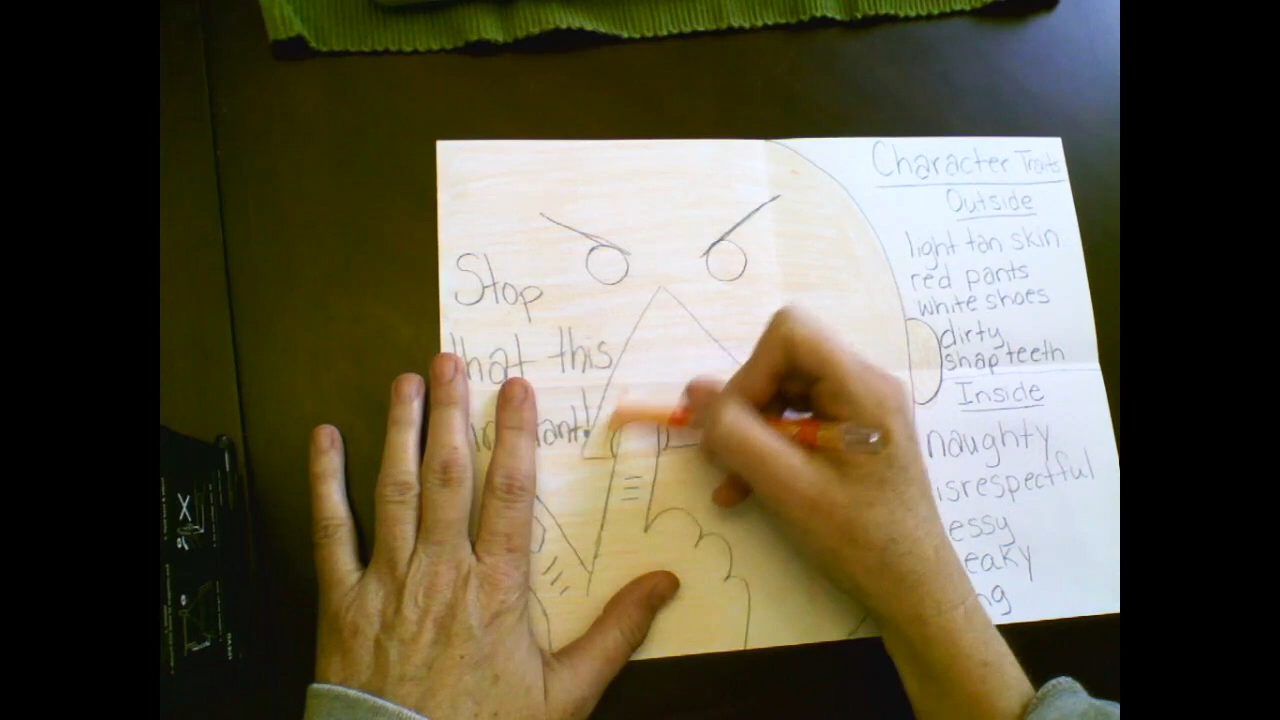 Stop
that this
Character Traits
Outside
light tan skin
red pants
white shoes
dirty
shap teeth
Inside
naughty
isrespectful
essy
eaky
ng